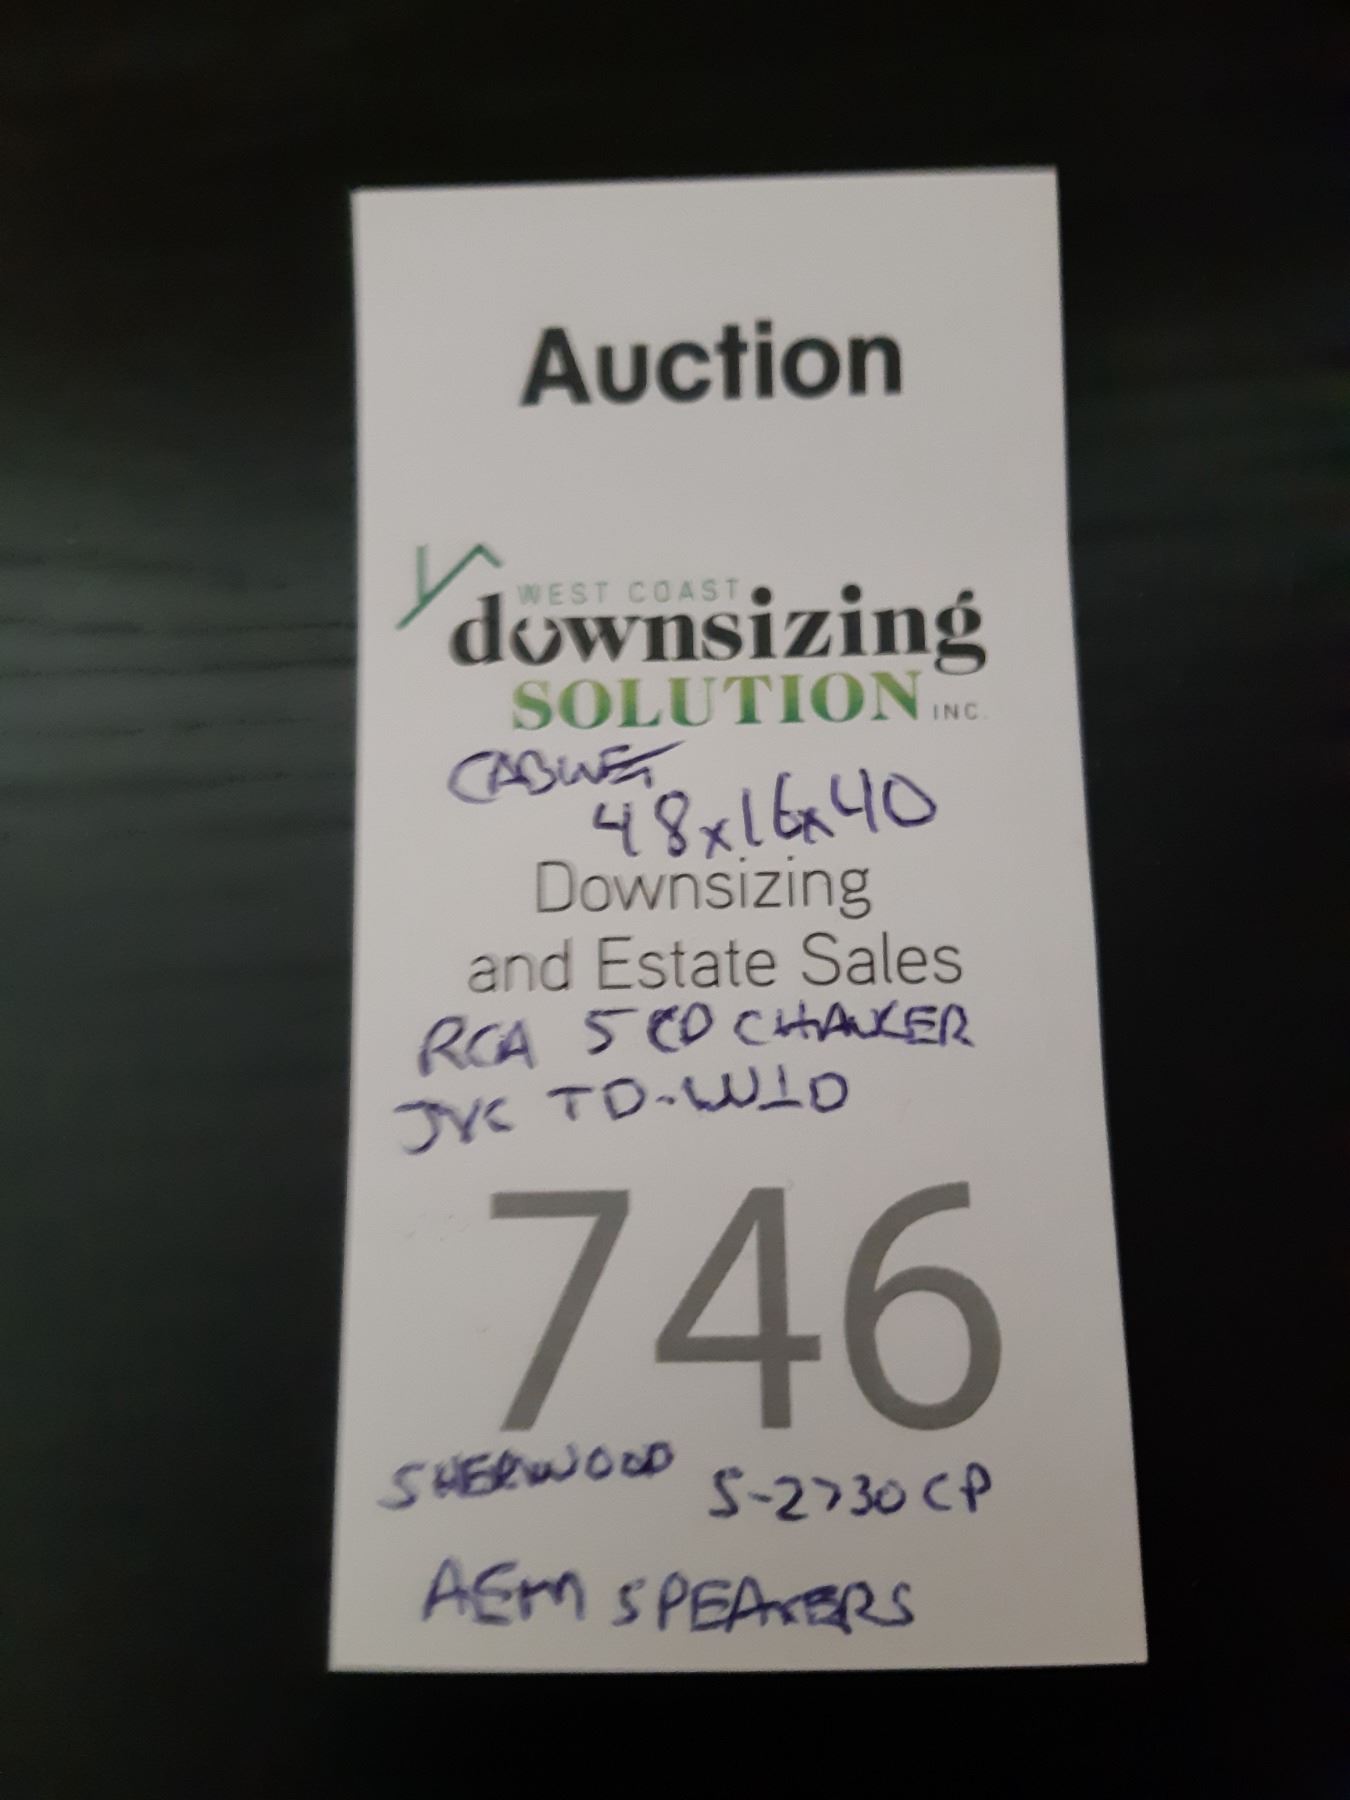 Auction
WEST COAST
downsizing
SOLUTION INC.
CABINET
48x16x40
Downsizing
and Estate Sales
RCA 5 CD CHANGER
JVC TD-W10
746
SHERWOOD S-2730CP
AEM SPEAKERS